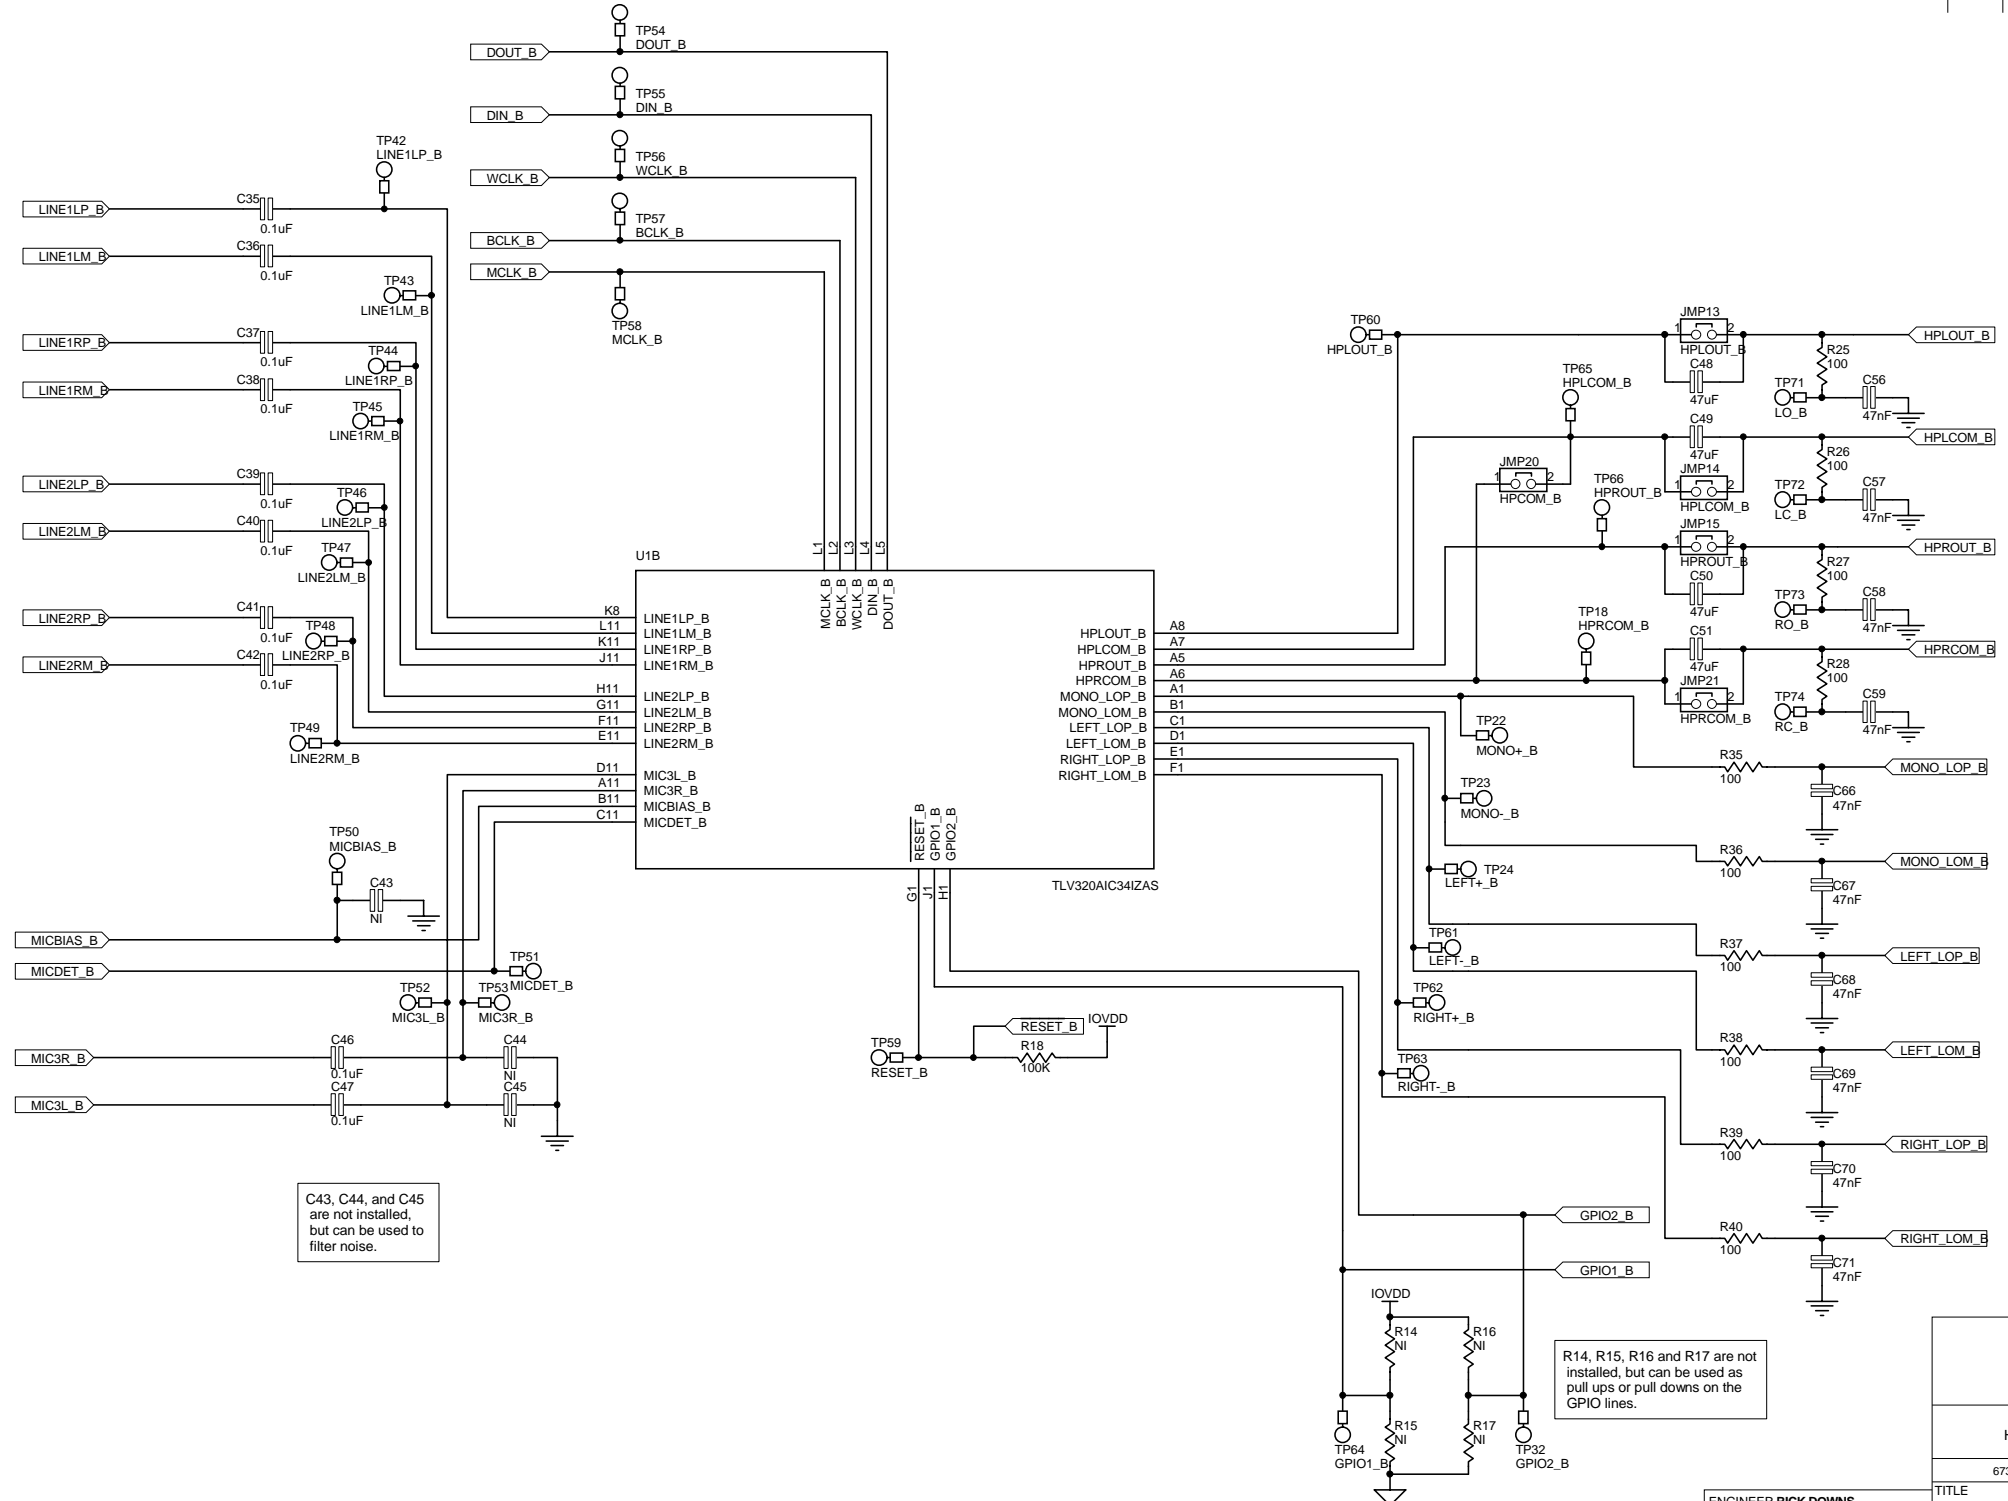 TP54
DOUT_B
DOUT_B
TP55
DIN_B
DIN_B
TP56
WCLK_B
WCLK_B
TP57
BCLK_B
BCLK_B
MCLK_B
TP58
MCLK_B
TP42
LINE1LP_B
LINE1LP_B
C35
0.1uF
LINE1LM_B
C36
0.1uF
TP43
LINE1LM_B
LINE1RP_B
C37
0.1uF
TP44
LINE1RP_B
LINE1RM_B
C38
0.1uF
TP45
LINE1RM_B
LINE2LP_B
C39
0.1uF
TP46
LINE2LP_B
LINE2LM_B
C40
0.1uF
TP47
LINE2LM_B
LINE2RP_B
C41
0.1uF
TP48
LINE2RP_B
LINE2RM_B
C42
0.1uF
TP49
LINE2RM_B
U1B
L1
L2
L3
L4
L5
MCLK_B
BCLK_B
WCLK_B
DIN_B
DOUT_B
K8
LINE1LP_B
L11
LINE1LM_B
K11
LINE1RP_B
J11
LINE1RM_B
H11
LINE2LP_B
G11
LINE2LM_B
F11
LINE2RP_B
E11
LINE2RM_B
D11
MIC3L_B
A11
MIC3R_B
B11
MICBIAS_B
C11
MICDET_B
HPLOUT_B
A8
HPLCOM_B
A7
HPROUT_B
A5
HPRCOM_B
A6
MONO_LOP_B
A1
MONO_LOM_B
B1
LEFT_LOP_B
C1
LEFT_LOM_B
D1
RIGHT_LOP_B
E1
RIGHT_LOM_B
F1
RESET_B
GPIO1_B
GPIO2_B
G1
J1
H1
TLV320AIC34IZAS
TP50
MICBIAS_B
C43
NI
MICBIAS_B
MICDET_B
TP51
MICDET_B
TP52
MIC3L_B
TP53
MIC3R_B
MIC3R_B
C46
0.1uF
C44
NI
MIC3L_B
C47
0.1uF
C45
NI
C43, C44, and C45
are not installed,
but can be used to
filter noise.
TP59
RESET_B
RESET_B
R18
100K
IOVDD
TP60
HPLOUT_B
JMP13
1
2
HPLOUT_B
C48
47uF
R25
100
HPLOUT_B
TP71
LO_B
C56
47nF
TP65
HPLCOM_B
C49
47uF
JMP14
1
2
HPLCOM_B
R26
100
HPLCOM_B
TP72
LC_B
C57
47nF
JMP20
1
2
HPCOM_B
TP66
HPROUT_B
JMP15
1
2
HPROUT_B
C50
47uF
R27
100
HPROUT_B
TP73
RO_B
C58
47nF
TP18
HPRCOM_B
C51
47uF
JMP21
1
2
HPRCOM_B
R28
100
HPRCOM_B
TP74
RC_B
C59
47nF
TP22
MONO+_B
R35
100
MONO_LOP_B
C66
47nF
TP23
MONO-_B
R36
100
MONO_LOM_B
C67
47nF
TP24
LEFT+_B
R37
100
LEFT_LOP_B
C68
47nF
TP61
LEFT-_B
R38
100
LEFT_LOM_B
C69
47nF
TP62
RIGHT+_B
R39
100
RIGHT_LOP_B
C70
47nF
TP63
RIGHT-_B
R40
100
RIGHT_LOM_B
C71
47nF
GPIO2_B
GPIO1_B
IOVDD
R14
NI
R16
NI
R15
NI
R17
NI
TP64
GPIO1_B
TP32
GPIO2_B
R14, R15, R16 and R17 are not
installed, but can be used as
pull ups or pull downs on the
GPIO lines.
673
TITLE
ENGINEER RICK DOWNS